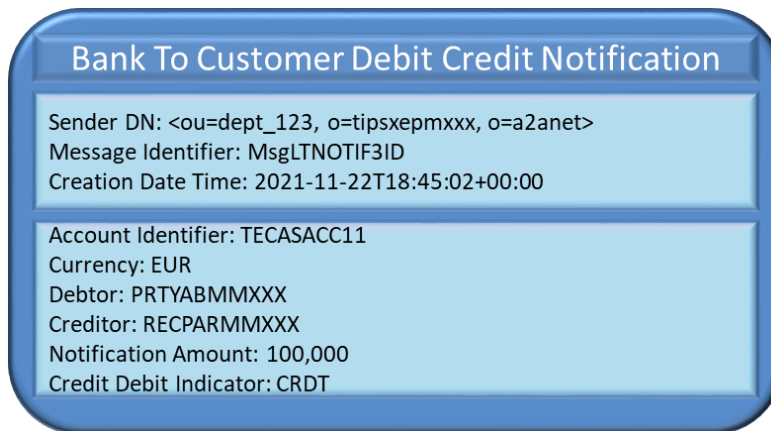 Bank To Customer Debit Credit Notification
Sender DN: <ou=dept_123, o=tipsxepmxxx, o=a2anet>
Message Identifier: MsgLTNOTIF3ID
Creation Date Time: 2021-11-22T18:45:02+00:00
Account Identifier: TECASACC11
Currency: EUR
Debtor: PRTYABMMXXX
Creditor: RECPARMMXXX
Notification Amount: 100,000
Credit Debit Indicator: CRDT